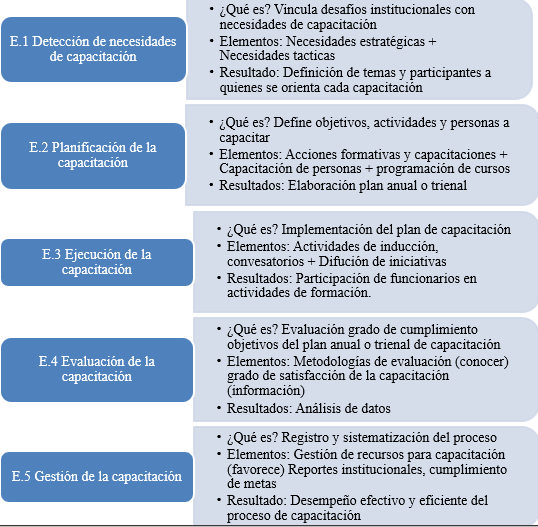 E.1 Detección de necesidades
de capacitación
• ¿Qué es? Vincula desafíos institucionales con
necesidades de capacitación
• Elementos: Necesidades estratégicas +
Necesidades tacticas
• Resultado: Definición de temas y participantes a
quienes se orienta cada capacitación
E.2 Planificación de la
capacitación
• ¿Qué es? Define objetivos, actividades y personas a
capacitar
• Elementos: Acciones formativas y capacitaciones +
Capacitación de personas + programación de cursos
• Resultados: Elaboración plan anual o trienal
E.3 Ejecución de la
capacitación
• ¿Qué es? Implementación del plan de capacitación
• Elementos: Actividades de inducción,
convesatorios + Difución de iniciativas
• Resultados: Participación de funcionarios en
actividades de formación.
E.4 Evaluación de la
capacitación
• ¿Qué es? Evaluación grado de cumplimiento
objetivos del plan anual o trienal de capacitación
• Elementos: Metodologías de evaluación (conocer)
grado de satisfacción de la capacitación
(información)
• Resultados: Análisis de datos
E.5 Gestión de la capacitación
• ¿Qué es? Registro y sistematización del proceso
• Elementos: Gestión de recursos para capacitación
(favorece) Reportes institucionales, cumplimiento
de metas
• Resultado: Desempeño efectivo y eficiente del
proceso de capacitación